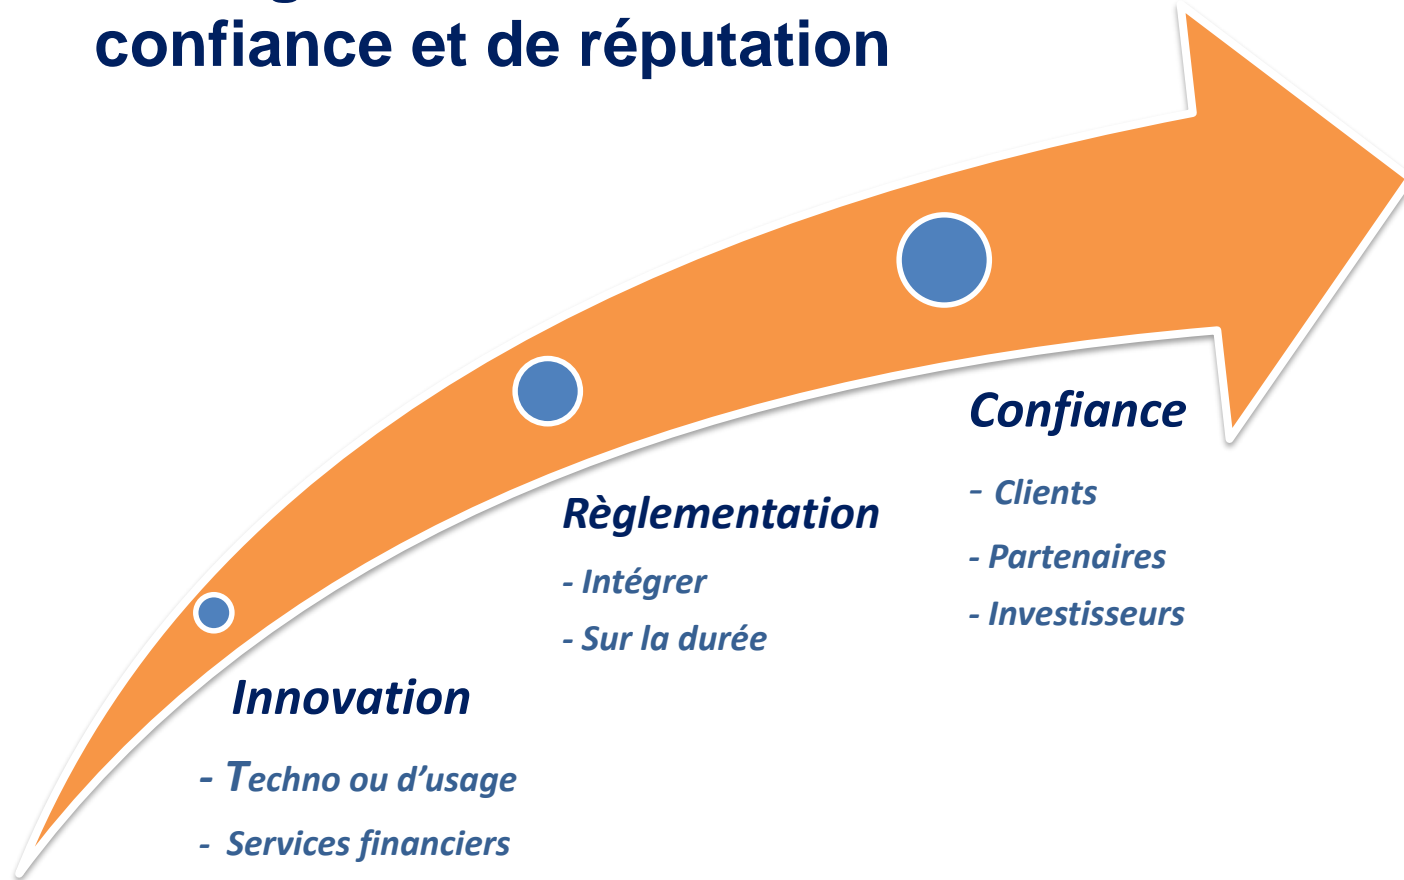 confiance et de réputation
Confiance
- Clients
- Partenaires
- Investisseurs
Règlementation
- Intégrer
- Sur la durée
Innovation
- Techno ou d’usage
- Services financiers